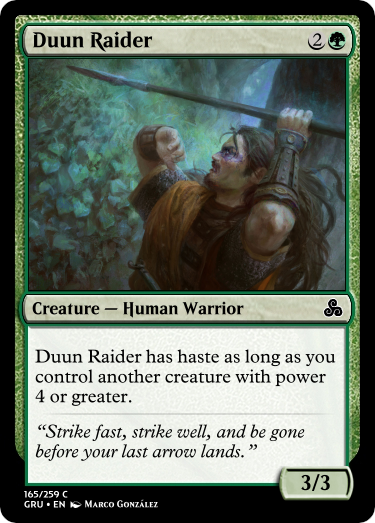 Duun Raider 2
Creature — Human Warrior
Duun Raider has haste as long as you
control another creature with power
4 or greater.
“Strike fast, strike well, and be gone
before your last arrow lands.”
3/3
165/259 C
GRU • EN Marco González